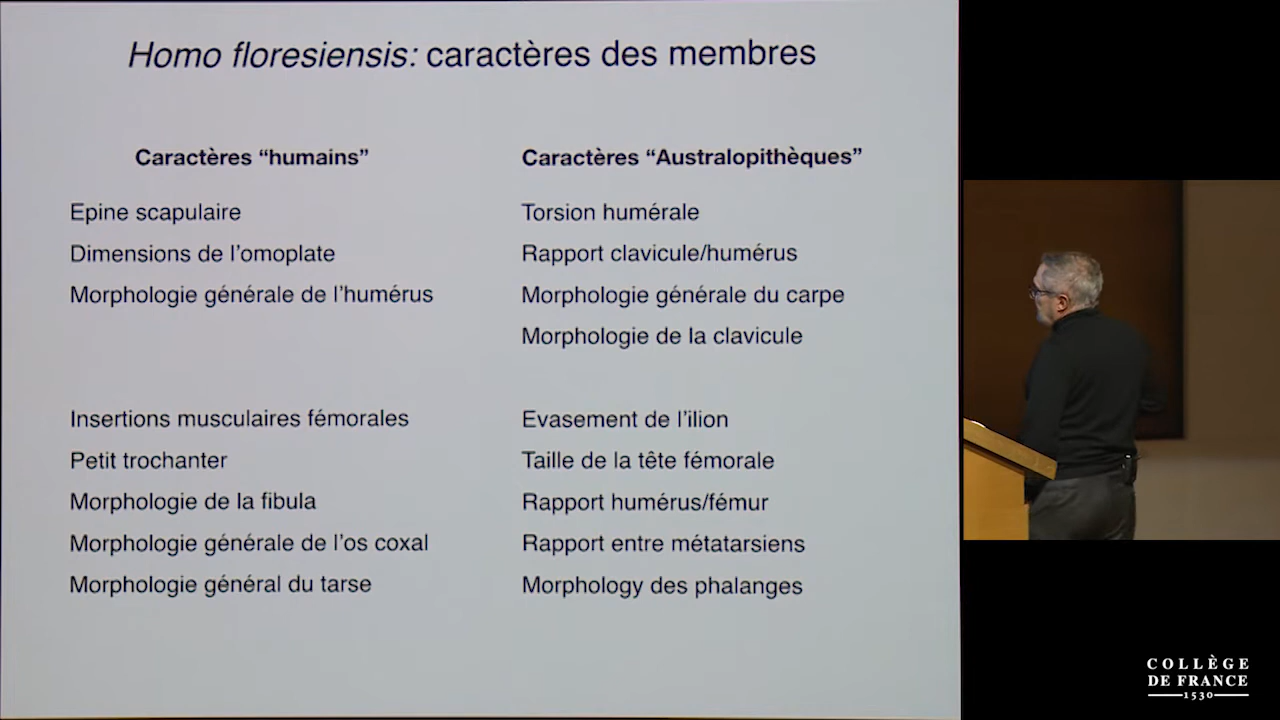 Homo floresiensis: caractères des membres
Caractères “humains”
Epine scapulaire
Dimensions de l’omoplate
Morphologie générale de l’humérus
Insertions musculaires fémorales
Petit trochanter
Morphologie de la fibula
Morphologie générale de l’os coxal
Morphologie général du tarse
Caractères “Australopithèques”
Torsion humérale
Rapport clavicule/humérus
Morphologie générale du carpe
Morphologie de la clavicule
Evasement de l’ilion
Taille de la tête fémorale
Rapport humérus/fémur
Rapport entre métatarsiens
Morphology des phalanges
COLLÈGE
DE FRANCE
1530